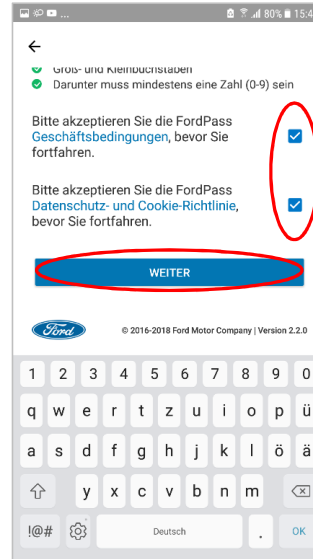 80% 15:4
Groß- und Kleinbuchstaben
Darunter muss mindestens eine Zahl (0-9) sein
Bitte akzeptieren Sie die FordPass
Geschäftsbedingungen, bevor Sie
fortfahren.
Bitte akzeptieren Sie die FordPass
Datenschutz- und Cookie-Richtlinie,
bevor Sie fortfahren.
WEITER
Ford © 2016-2018 Ford Motor Company | Version 2.2.0
1 2 3 4 5 6 7 8 9 0
q w e r t z u i o p ü
a s d f g h j k l ö ä
y x c v b n m
!@# Deutsch . OK